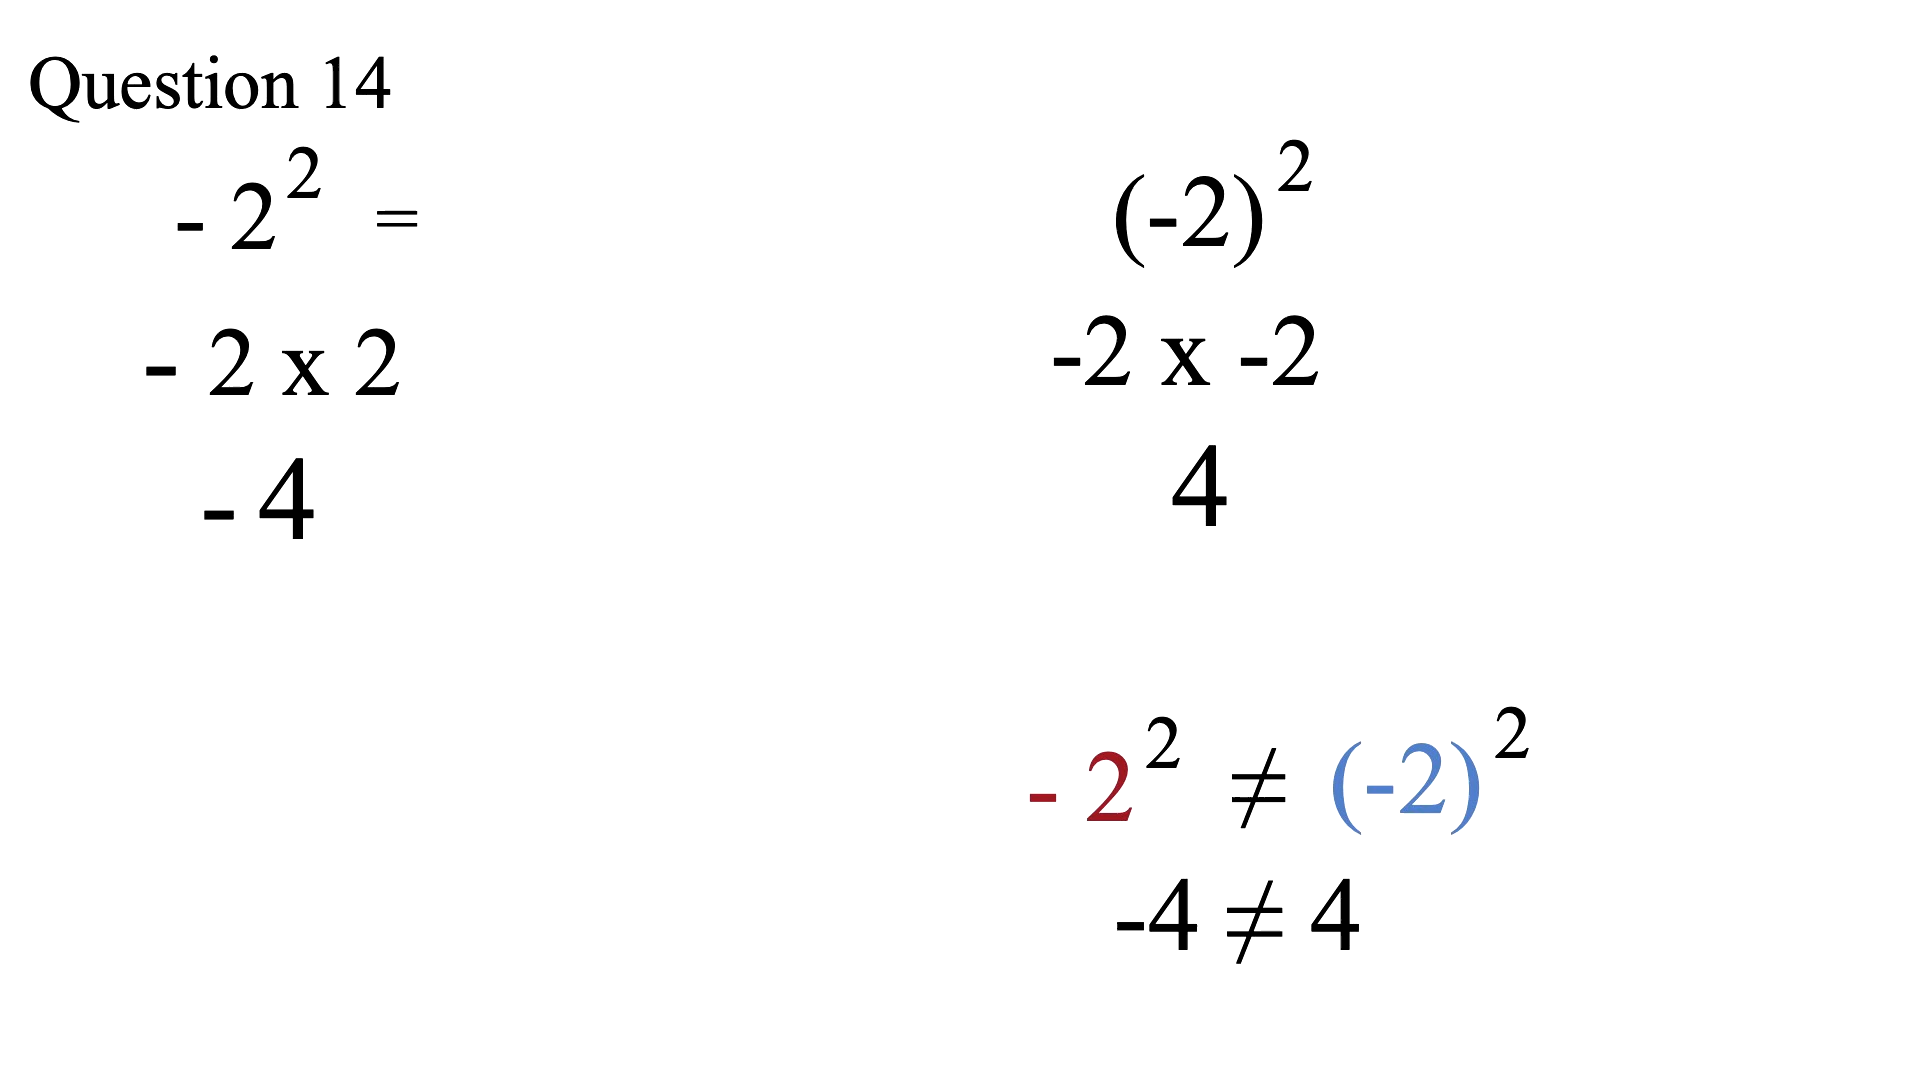 Question 14
- 2² =
- 2 x 2
- 4
(-2)²
-2 x -2
4
- 2² ≠ (-2)²
-4 ≠ 4